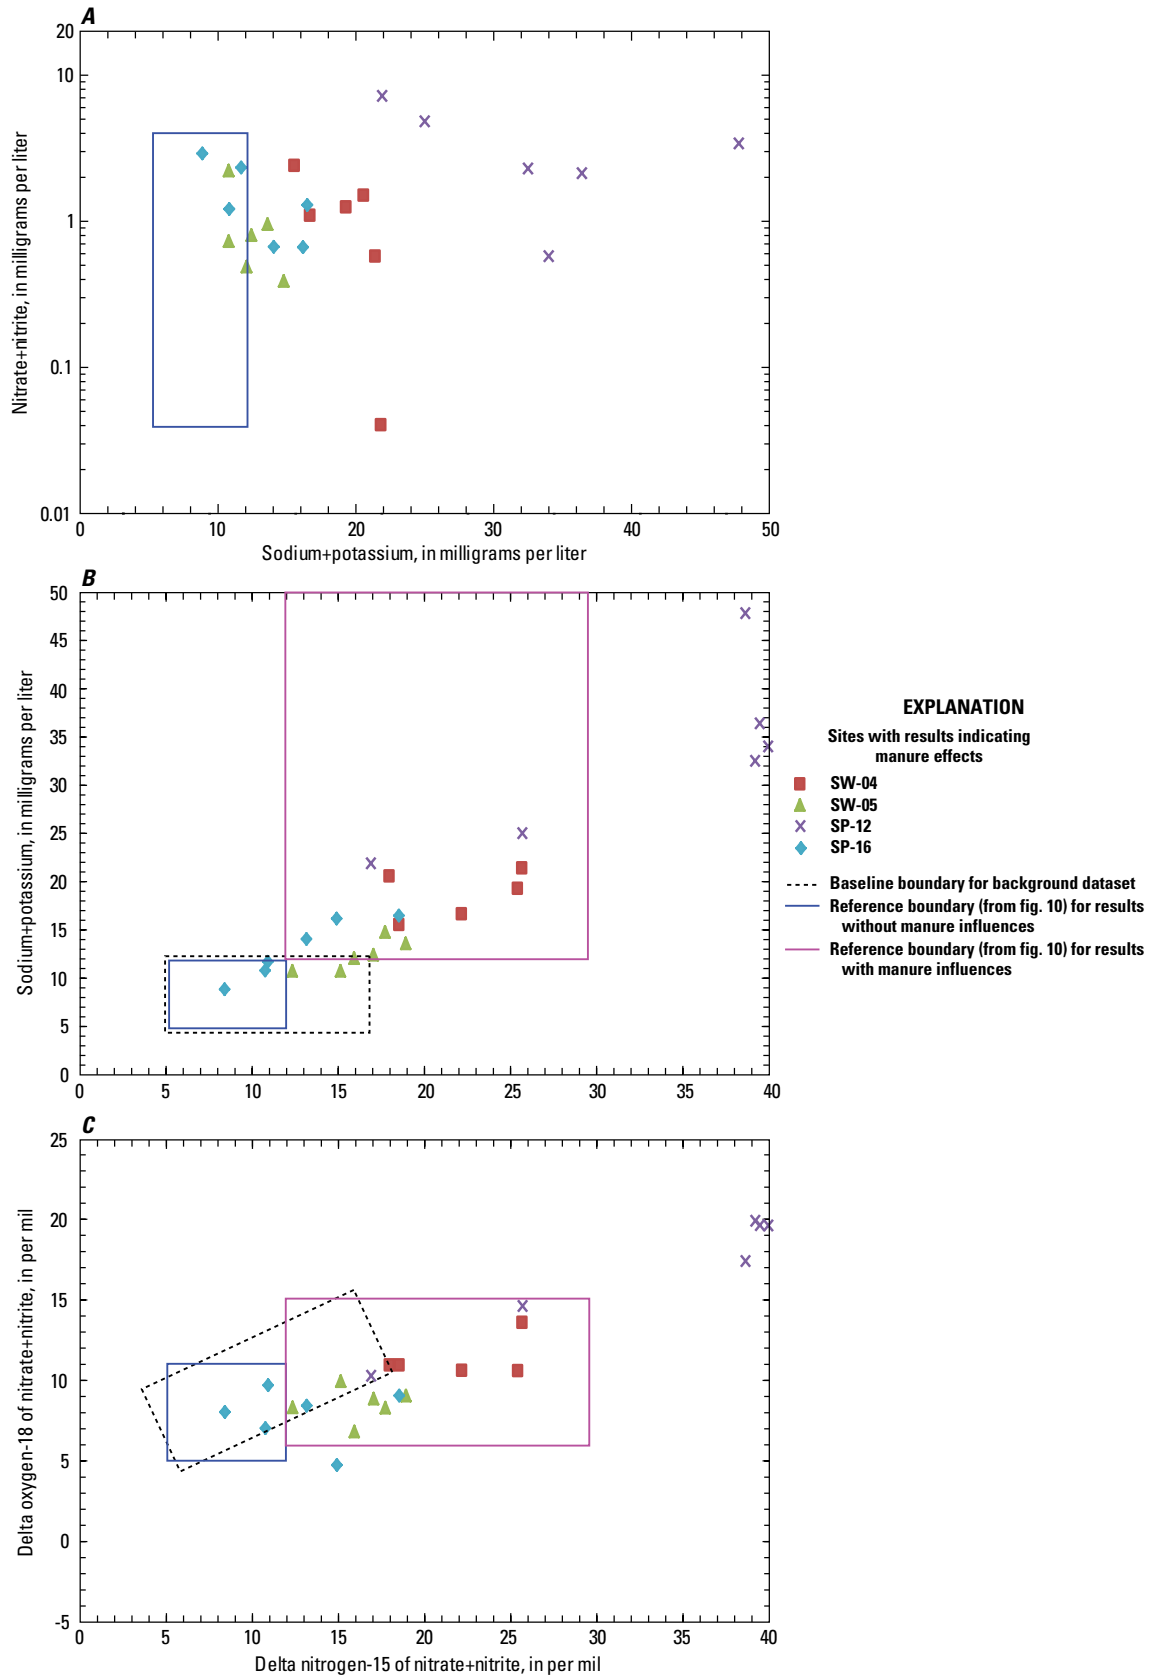 A
20
10
1
0.1
0.01
Nitrate+nitrite, in milligrams per liter
0 10 20 30 40 50
Sodium+potassium, in milligrams per liter
B
50
45
40
35
30
25
20
15
10
5
0
Sodium+potassium, in milligrams per liter
0 5 10 15 20 25 30 35 40
EXPLANATION
Sites with results indicating
manure effects
SW-04
SW-05
SP-12
SP-16
Baseline boundary for background dataset
Reference boundary (from fig. 10) for results
without manure influences
Reference boundary (from fig. 10) for results
with manure influences
C
25
20
15
10
5
0
-5
Delta oxygen-18 of nitrate+nitrite, in per mil
0 5 10 15 20 25 30 35 40
Delta nitrogen-15 of nitrate+nitrite, in per mil